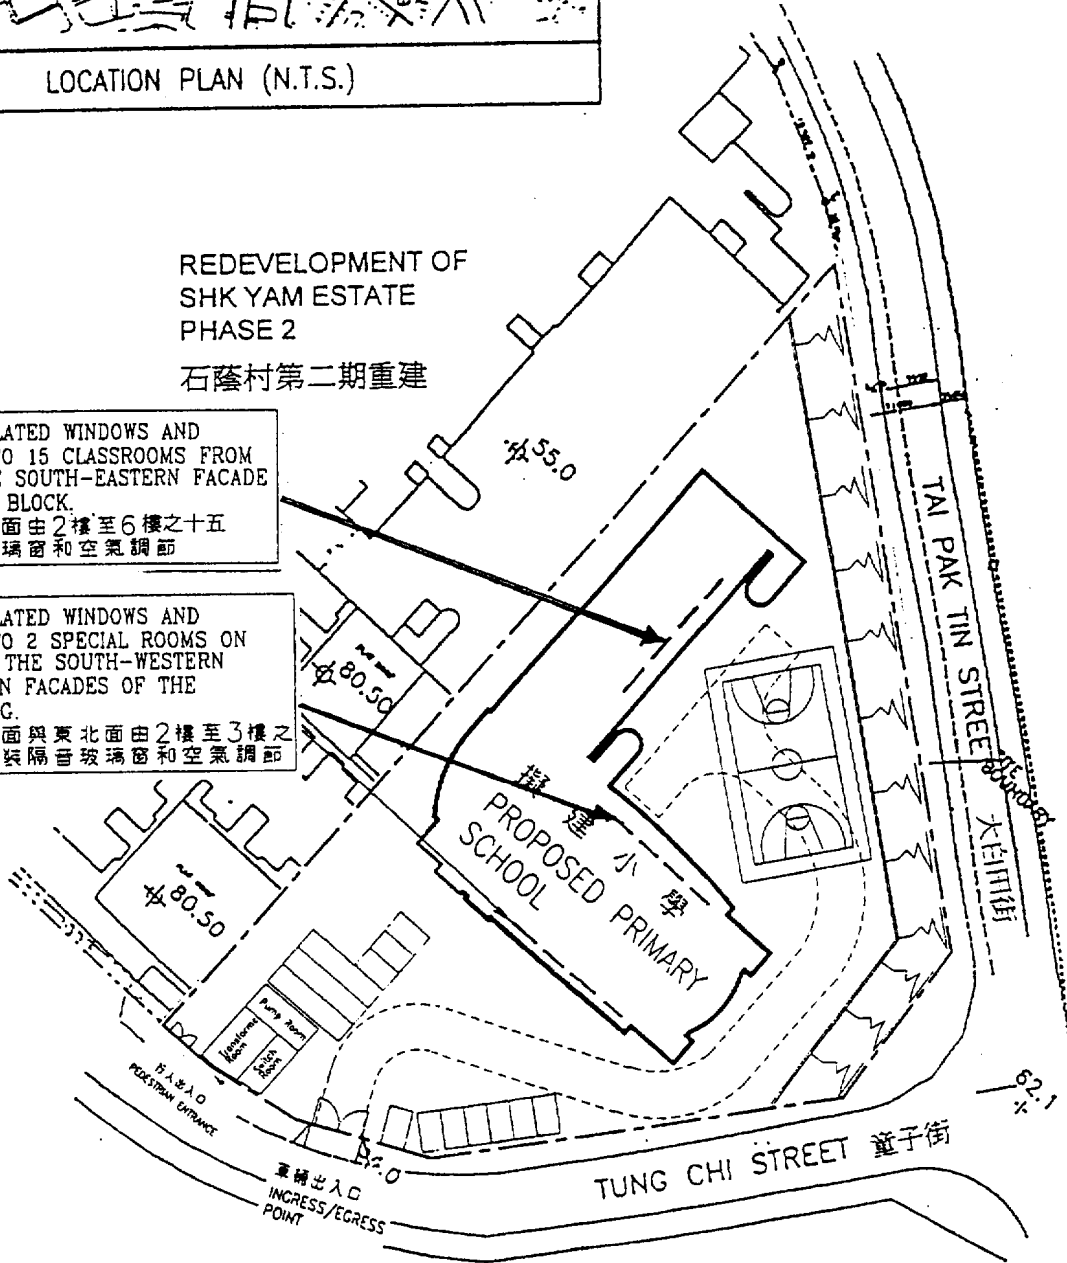 LOCATION PLAN (N.T.S.)
REDEVELOPMENT OF
SHK YAM ESTATE
PHASE 2
石蔭村第二期重建
LATED WINDOWS AND
O 15 CLASSROOMS FROM
E SOUTH-EASTERN FACADE
BLOCK.
面由2樓至6樓之十五
璃窗和空氣調節
LATED WINDOWS AND
O 2 SPECIAL ROOMS ON
THE SOUTH-WESTERN
N FACADES OF THE
G.
面與東北面由2樓至3樓之
裝隔音玻璃窗和空氣調節
55.0
80.50
80.50
擬建小學
PROPOSED PRIMARY
SCHOOL
TAI PAK TIN STREET
大白田街
SITE
BOUNDARY
Pump Room
Transformer
Room
Switch
Room
行人出入口
PEDESTRIAN ENTRANCE
車輛出入口
INGRESS/EGRESS
POINT
TUNG CHI STREET 童子街
62.1